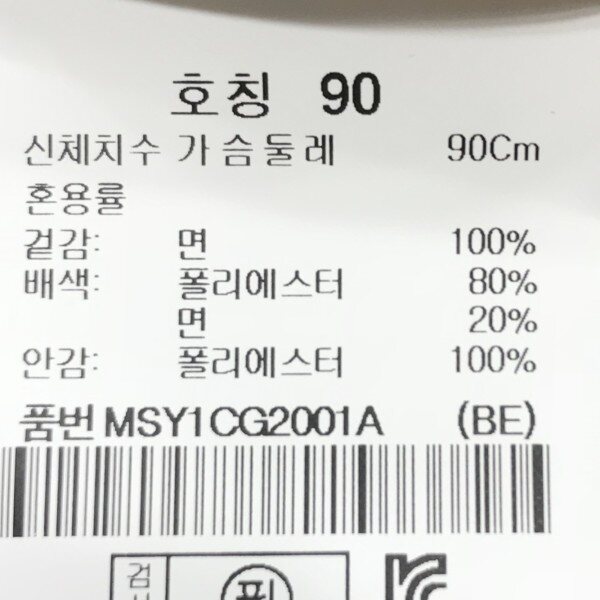 호칭 90
신체치수 가슴둘레 90Cm
혼용률
겉감: 면 100%
배색: 폴리에스터 80%
면 20%
안감: 폴리에스터 100%
품번 MSY1CG2001A (BE)
검